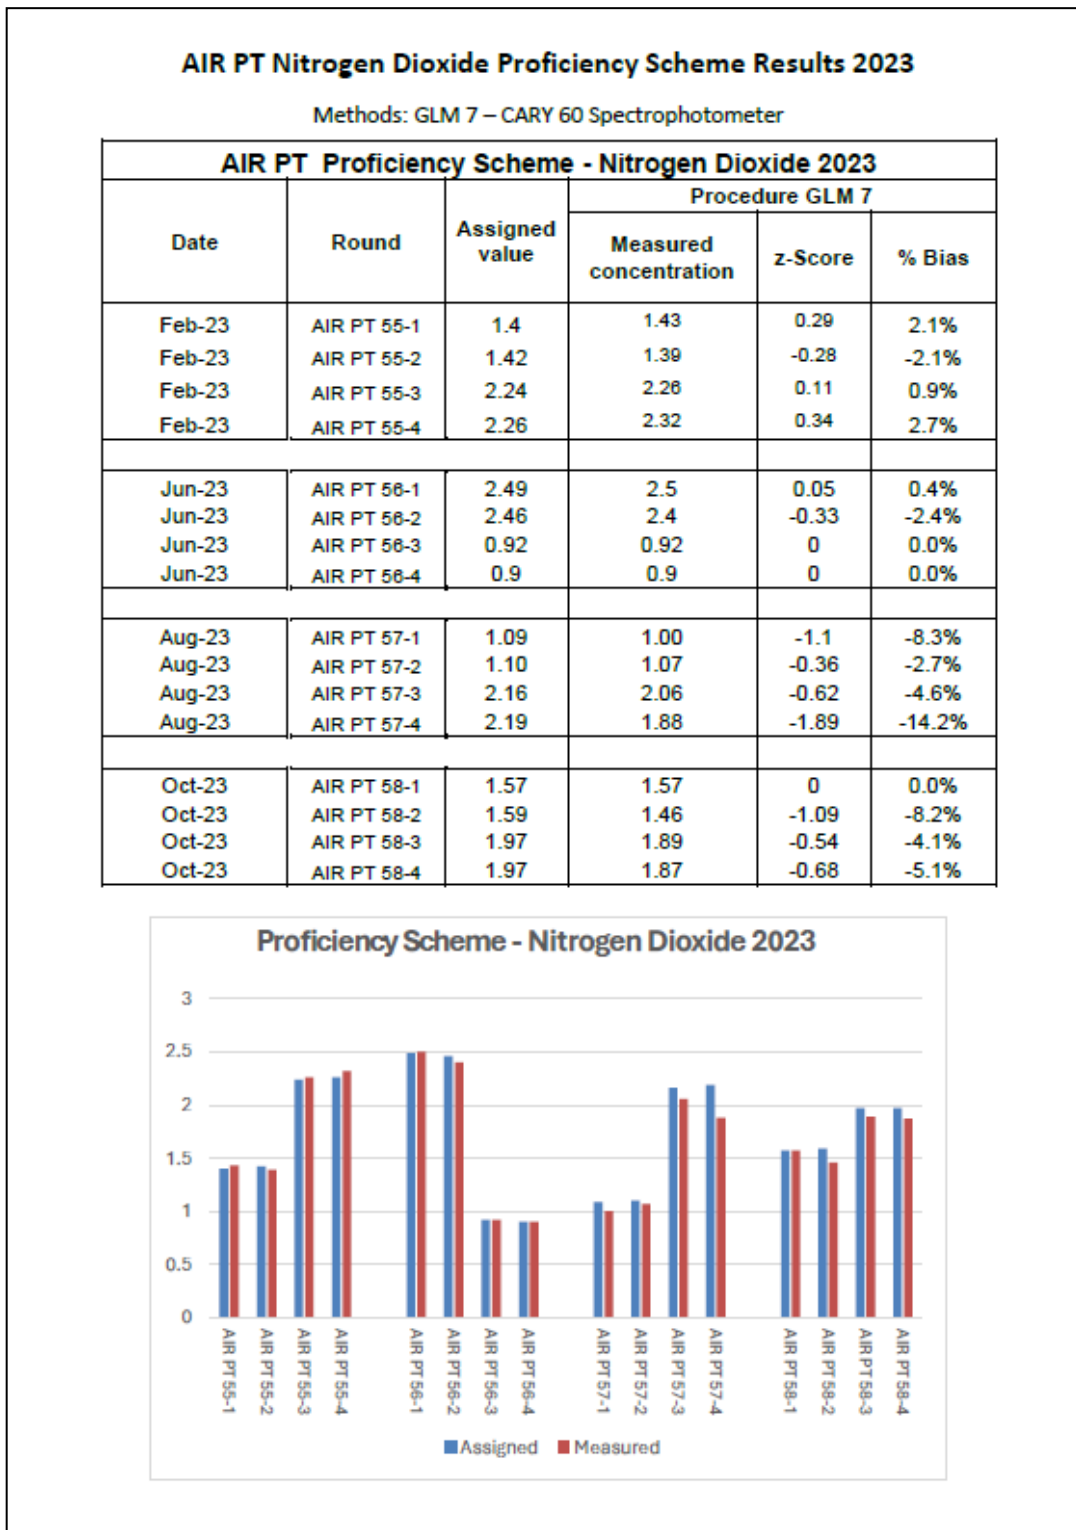 AIR PT Nitrogen Dioxide Proficiency Scheme Results 2023
Methods: GLM 7 – CARY 60 Spectrophotometer
AIR PT Proficiency Scheme - Nitrogen Dioxide 2023
Procedure GLM 7
Date Round Assigned value Measured concentration z-Score % Bias
Feb-23 AIR PT 55-1 1.4 1.43 0.29 2.1%
Feb-23 AIR PT 55-2 1.42 1.39 -0.28 -2.1%
Feb-23 AIR PT 55-3 2.24 2.26 0.11 0.9%
Feb-23 AIR PT 55-4 2.26 2.32 0.34 2.7%
Jun-23 AIR PT 56-1 2.49 2.5 0.05 0.4%
Jun-23 AIR PT 56-2 2.46 2.4 -0.33 -2.4%
Jun-23 AIR PT 56-3 0.92 0.92 0 0.0%
Jun-23 AIR PT 56-4 0.9 0.9 0 0.0%
Aug-23 AIR PT 57-1 1.09 1.00 -1.1 -8.3%
Aug-23 AIR PT 57-2 1.10 1.07 -0.36 -2.7%
Aug-23 AIR PT 57-3 2.16 2.06 -0.62 -4.6%
Aug-23 AIR PT 57-4 2.19 1.88 -1.89 -14.2%
Oct-23 AIR PT 58-1 1.57 1.57 0 0.0%
Oct-23 AIR PT 58-2 1.59 1.46 -1.09 -8.2%
Oct-23 AIR PT 58-3 1.97 1.89 -0.54 -4.1%
Oct-23 AIR PT 58-4 1.97 1.87 -0.68 -5.1%
Proficiency Scheme - Nitrogen Dioxide 2023
3
2.5
2
1.5
1
0.5
0
AIR PT 55-1
AIR PT 55-2
AIR PT 55-3
AIR PT 55-4
AIR PT 56-1
AIR PT 56-2
AIR PT 56-3
AIR PT 56-4
AIR PT 57-1
AIR PT 57-2
AIR PT 57-3
AIR PT 57-4
AIR PT 58-1
AIR PT 58-2
AIR PT 58-3
AIR PT 58-4
Assigned Measured